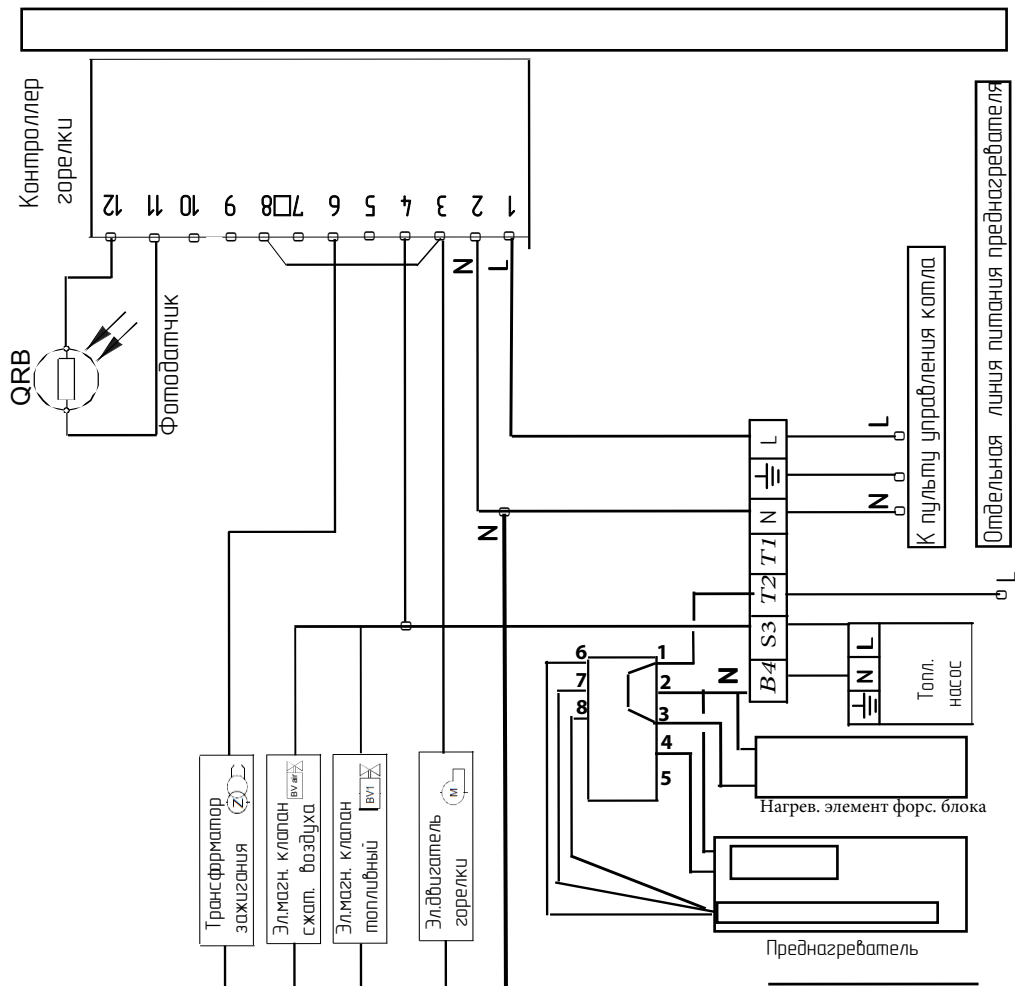 Контроллер
горелки
12 11 10 9 8 7 6 5 4 3 2 1
N
L
QRB
Фотодатчик
Отдельная линия питания преднагревателя
К пульту управления котла
L
N
L
N
T1
T2
S3
B4
N
N
L
L
N
Топл.
насос
6
7
8
1
2
3
4
5
Нагрев. элемент форс. блока
Преднагреватель
Трансформатор
зажигания
Z
Эл.магн. клапан
сжат. воздуха
BV air
Эл.магн. клапан
топливный
BV1
Эл.двигатель
горелки
M